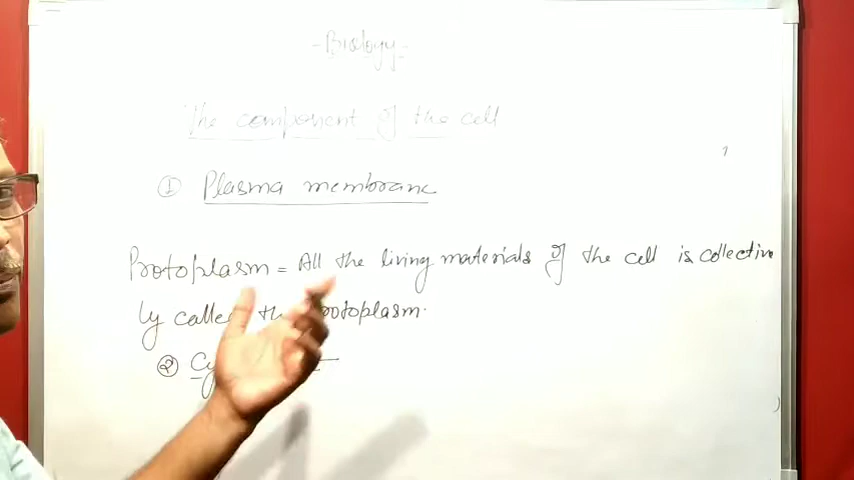 -Biology-
The component of the cell
① Plasma membrane
Protoplasm = All the living materials of the cell is collective
ly called the protoplasm.
②